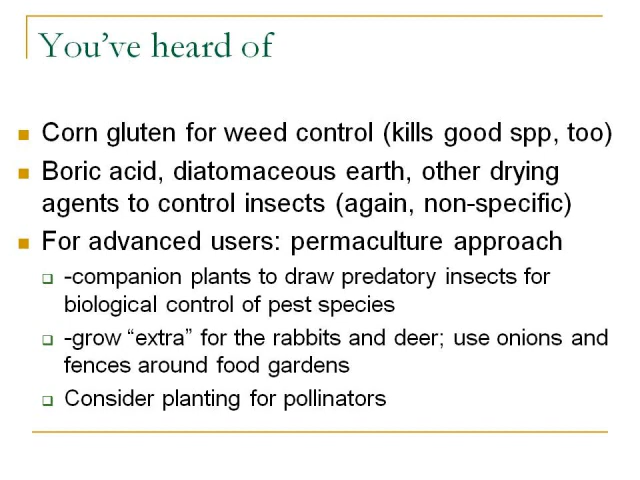 You’ve heard of
Corn gluten for weed control (kills good spp, too)
Boric acid, diatomaceous earth, other drying
agents to control insects (again, non-specific)
For advanced users: permaculture approach
-companion plants to draw predatory insects for
biological control of pest species
-grow “extra” for the rabbits and deer; use onions and
fences around food gardens
Consider planting for pollinators